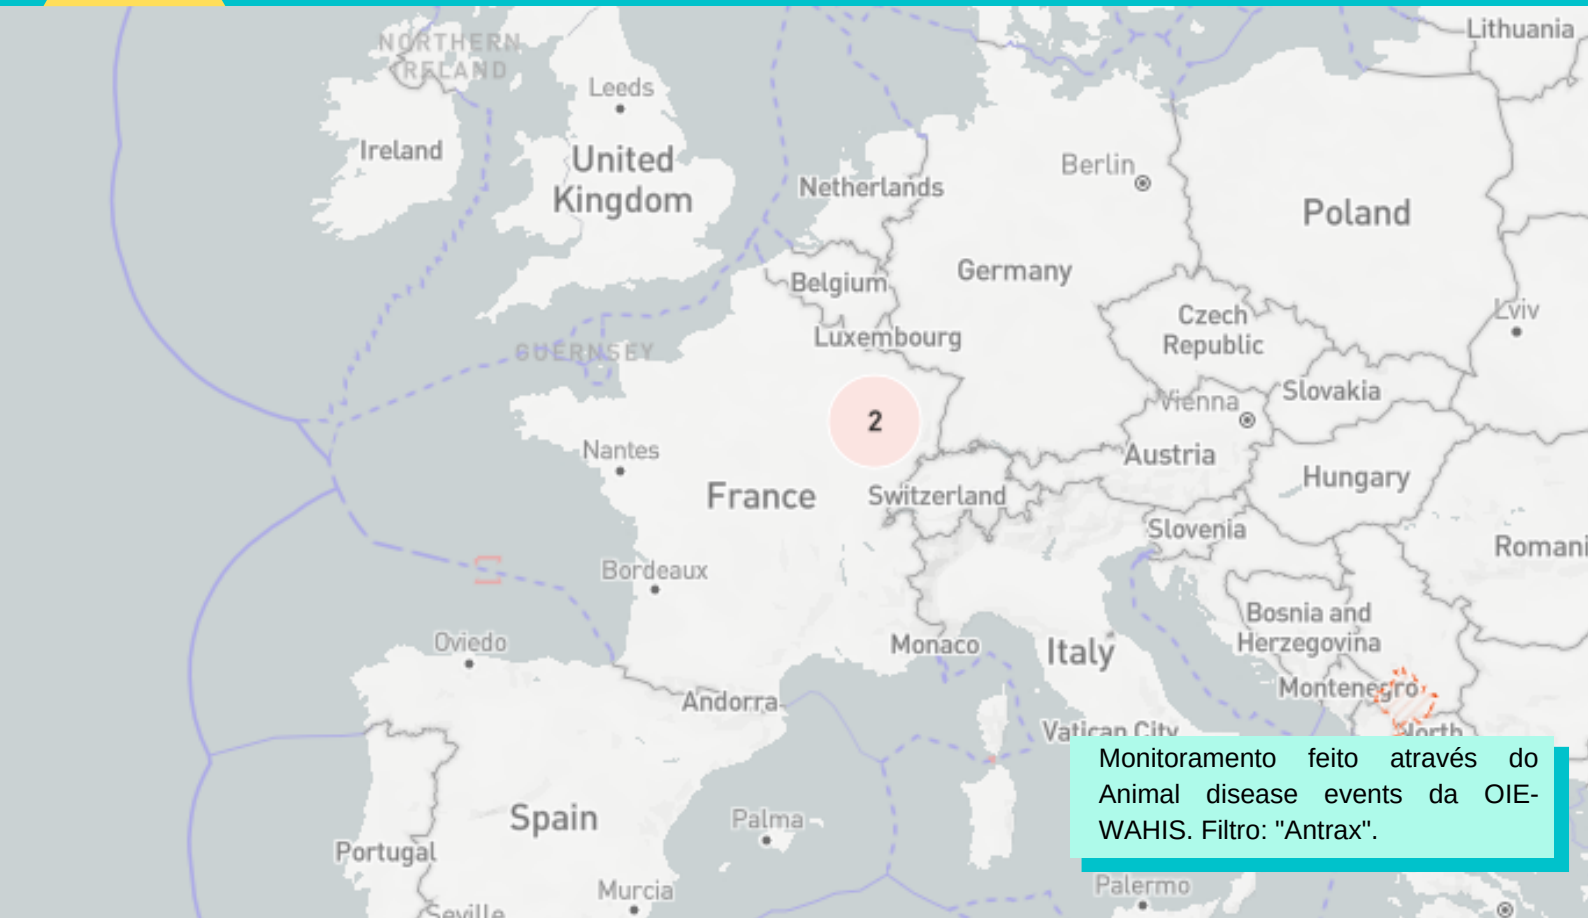 Lithuania
NORTHERN
IRELAND
Leeds
Ireland
United
Kingdom
Netherlands
Berlin
Poland
Belgium
Germany
Luxembourg
Czech
Republic
Lviv
GUERNSEY
Slovakia
Vienna
2
Nantes
Austria
Hungary
France
Switzerland
Slovenia
Romani
Bordeaux
Bosnia and
Herzegovina
Oviedo
Monaco
Italy
Montenegro
Andorra
Vatican City
North
Monitoramento feito através do
Animal disease events da OIE-
WAHIS. Filtro: "Antrax".
Spain
Palma
Portugal
Murcia
Palermo
Seville